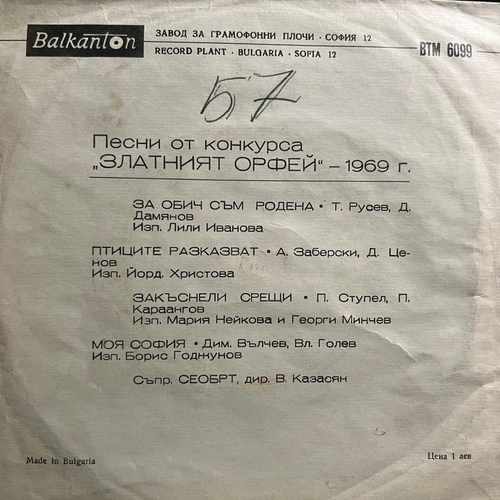 Balkanton
ЗАВОД ЗА ГРАМОФОННИ ПЛОЧИ · СОФИЯ 12
RECORD PLANT · BULGARIA · SOFIA 12
ВТМ 6099
57
Песни от конкурса
„ЗЛАТНИЯТ ОРФЕЙ“ – 1969 г.
ЗА ОБИЧ СЪМ РОДЕНА • Т. Русев, Д.
Дамянов
Изп. Лили Иванова
ПТИЦИТЕ РАЗКАЗВАТ • А. Заберски, Д. Це-
нов
Изп. Йорд. Христова
ЗАКЪСНЕЛИ СРЕЩИ • П. Ступел, П.
Караангов
Изп. Мария Нейкова и Георги Минчев
МОЯ СОФИЯ • Дим. Вълчев, Вл. Голев
Изп. Борис Годжунов
Съпр. СЕОБРТ, дир. В. Казасян
Made in Bulgaria
Цена 1 лев